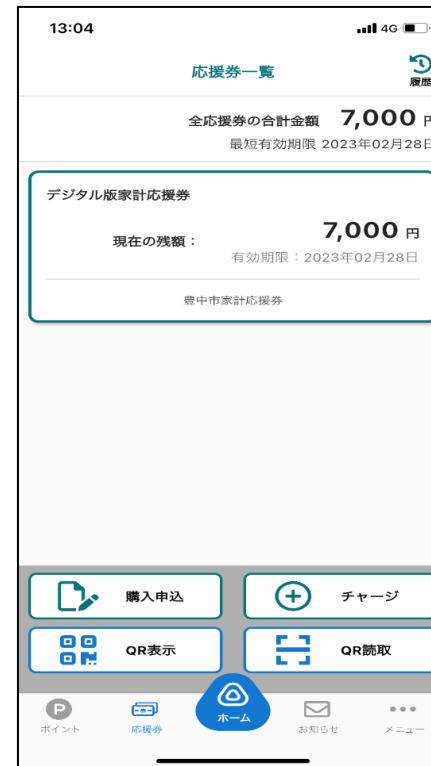 13:04 4G
応援券一覧
履歴
全応援券の合計金額 7,000 円
最短有効期限 2023年02月28日
デジタル版家計応援券
現在の残額： 7,000 円
有効期限：2023年02月28日
豊中市家計応援券
購入申込 チャージ
QR表示 QR読取
P
ポイント 応援券 ホーム お知らせ メニュー